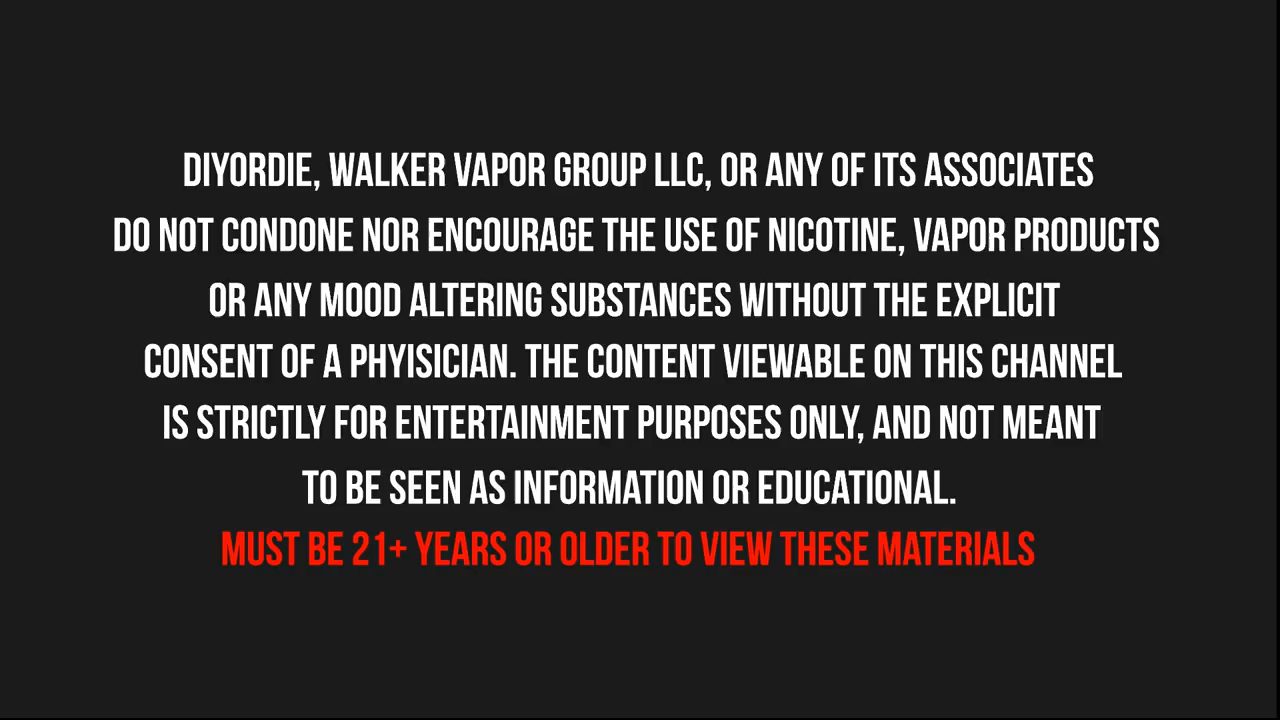 DIYORDIE, WALKER VAPOR GROUP LLC, OR ANY OF ITS ASSOCIATES
DO NOT CONDONE NOR ENCOURAGE THE USE OF NICOTINE, VAPOR PRODUCTS
OR ANY MOOD ALTERING SUBSTANCES WITHOUT THE EXPLICIT
CONSENT OF A PHYISICIAN. THE CONTENT VIEWABLE ON THIS CHANNEL
IS STRICTLY FOR ENTERTAINMENT PURPOSES ONLY, AND NOT MEANT
TO BE SEEN AS INFORMATION OR EDUCATIONAL.
MUST BE 21+ YEARS OR OLDER TO VIEW THESE MATERIALS